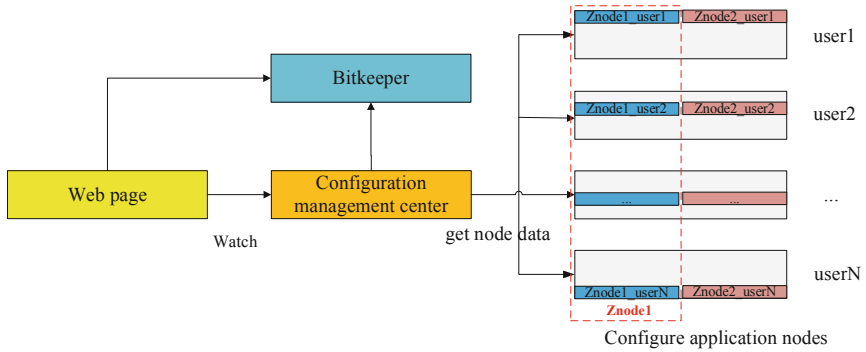 Znode1_user1 Znode2_user1
user1
Bitkeeper
Znode1_user2 Znode2_user2
user2
Web page
Configuration
management center
... ...
...
Watch
get node data
userN
Znode1_userN Znode2_userN
Znode1
Configure application nodes